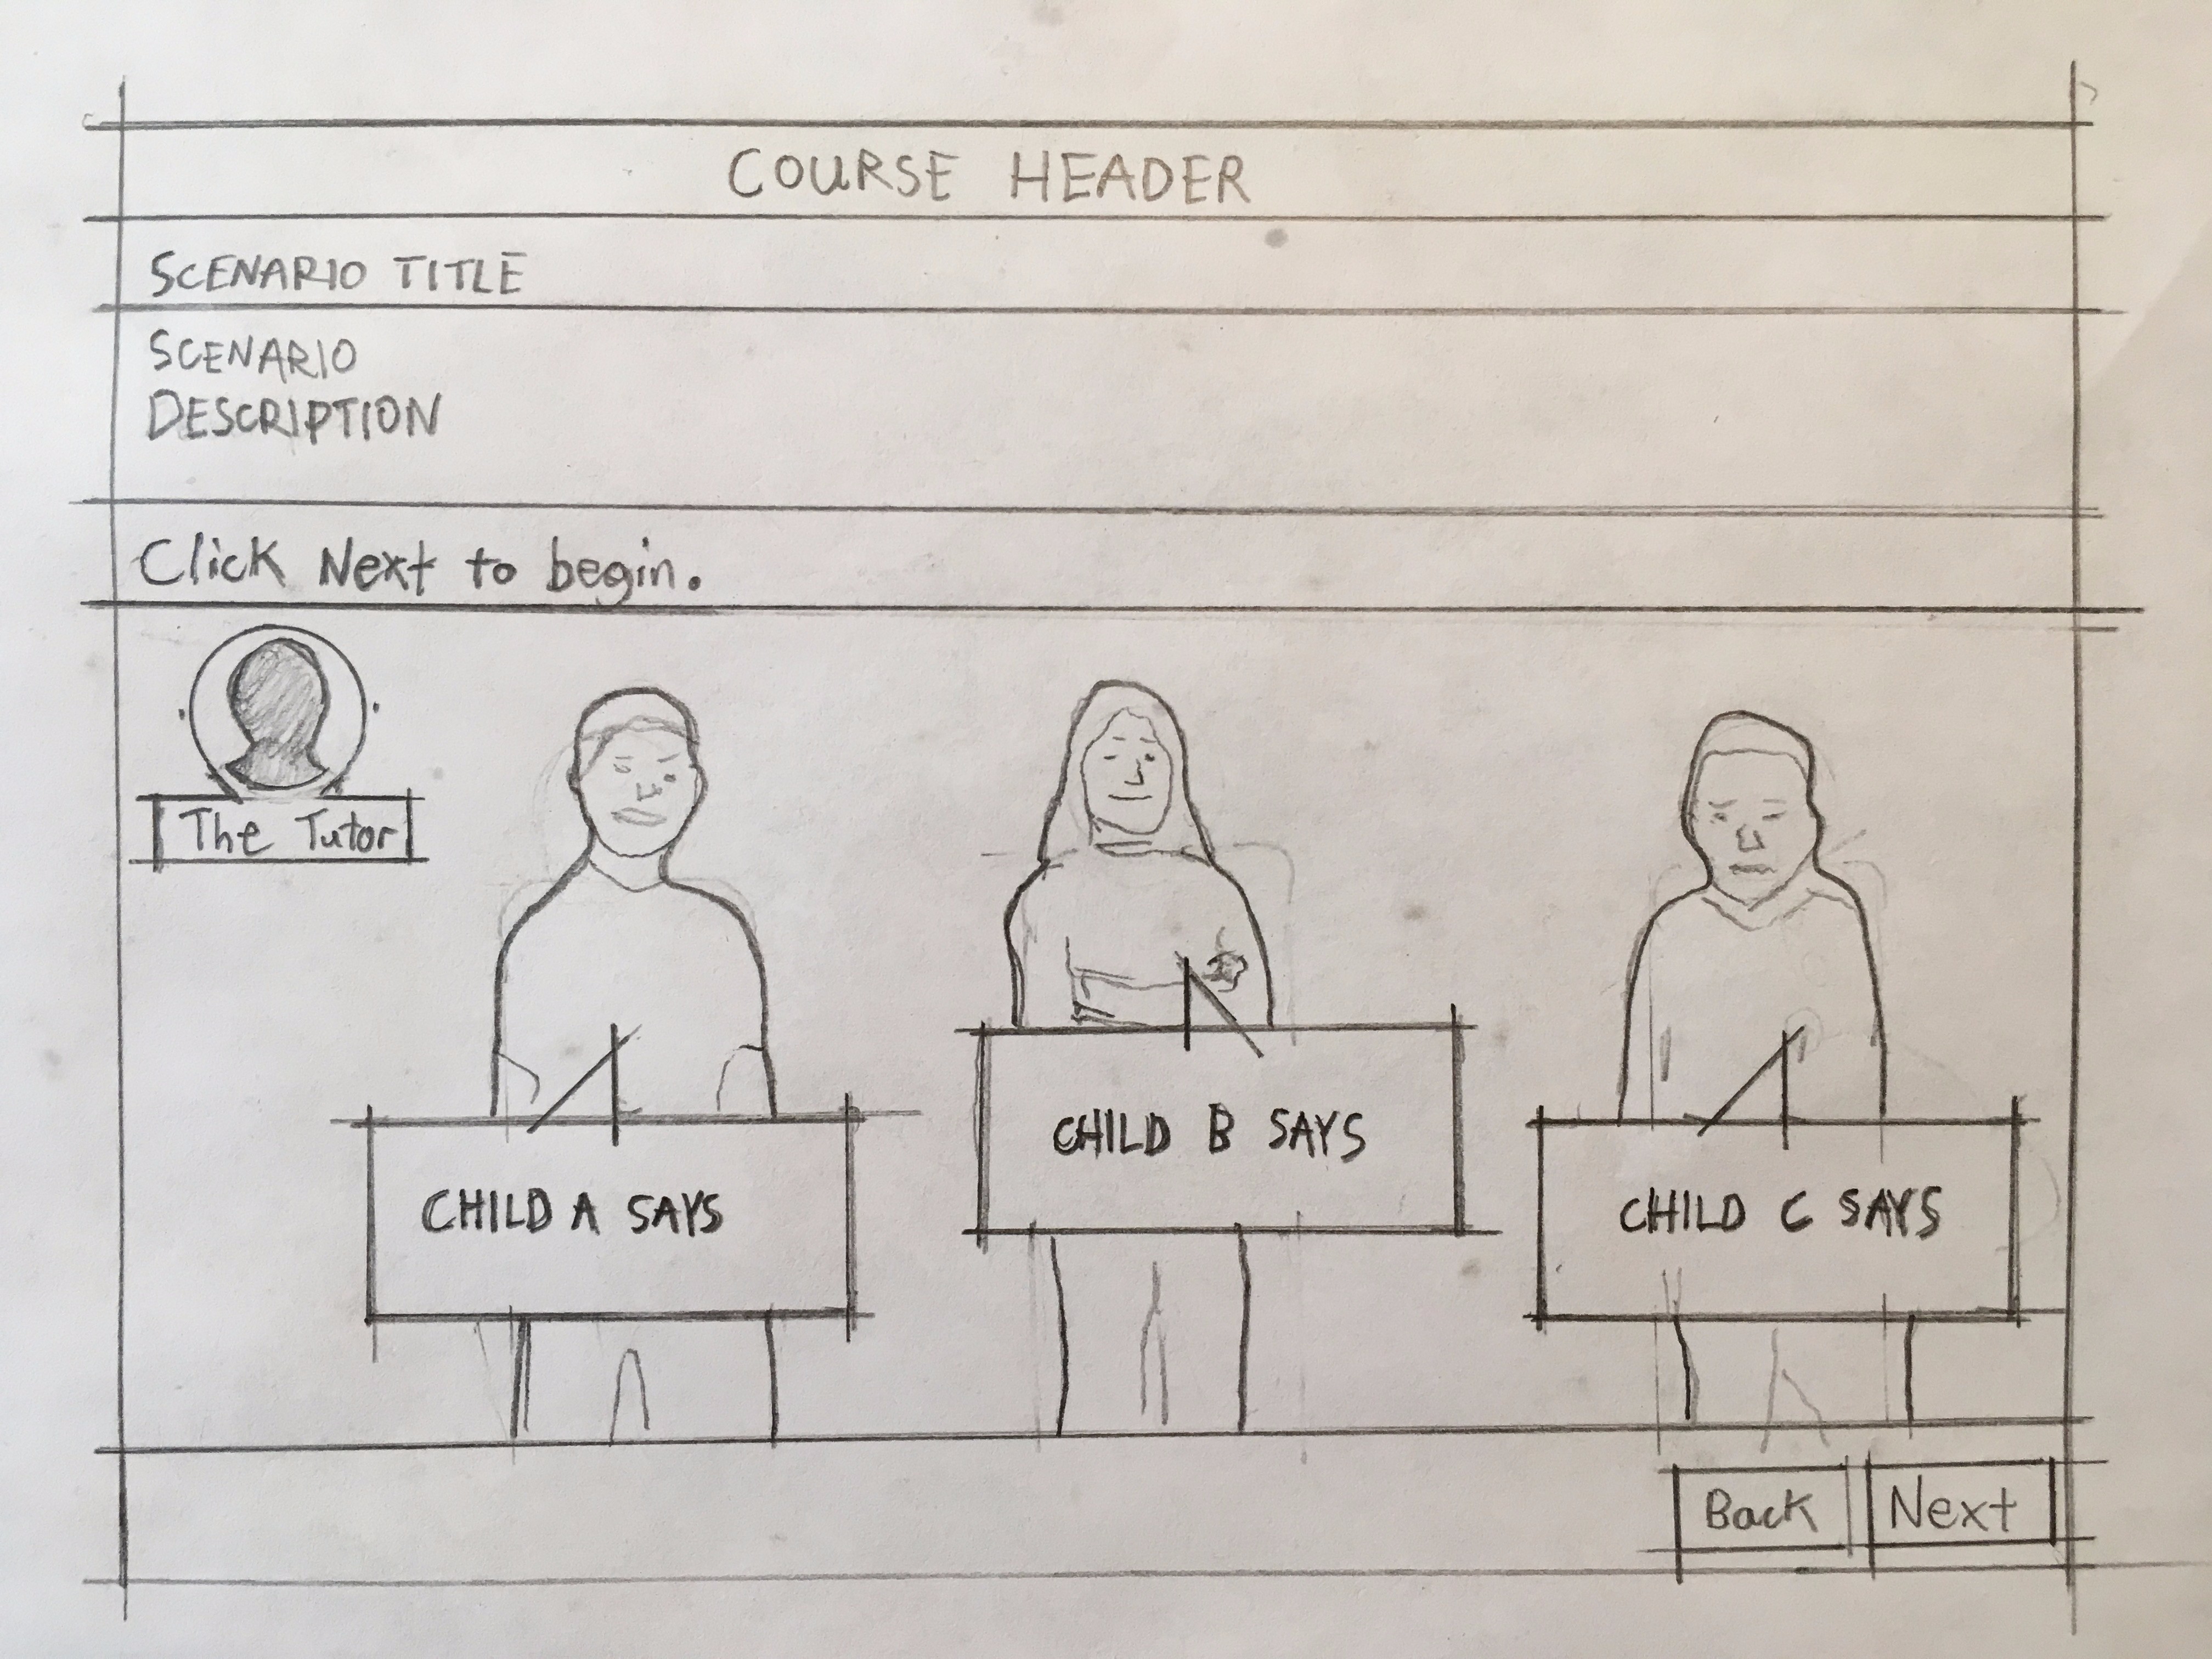 COURSE HEADER
SCENARIO TITLE
SCENARIO
DESCRIPTION
Click Next to begin.
The Tutor
CHILD A SAYS
CHILD B SAYS
CHILD C SAYS
Back
Next